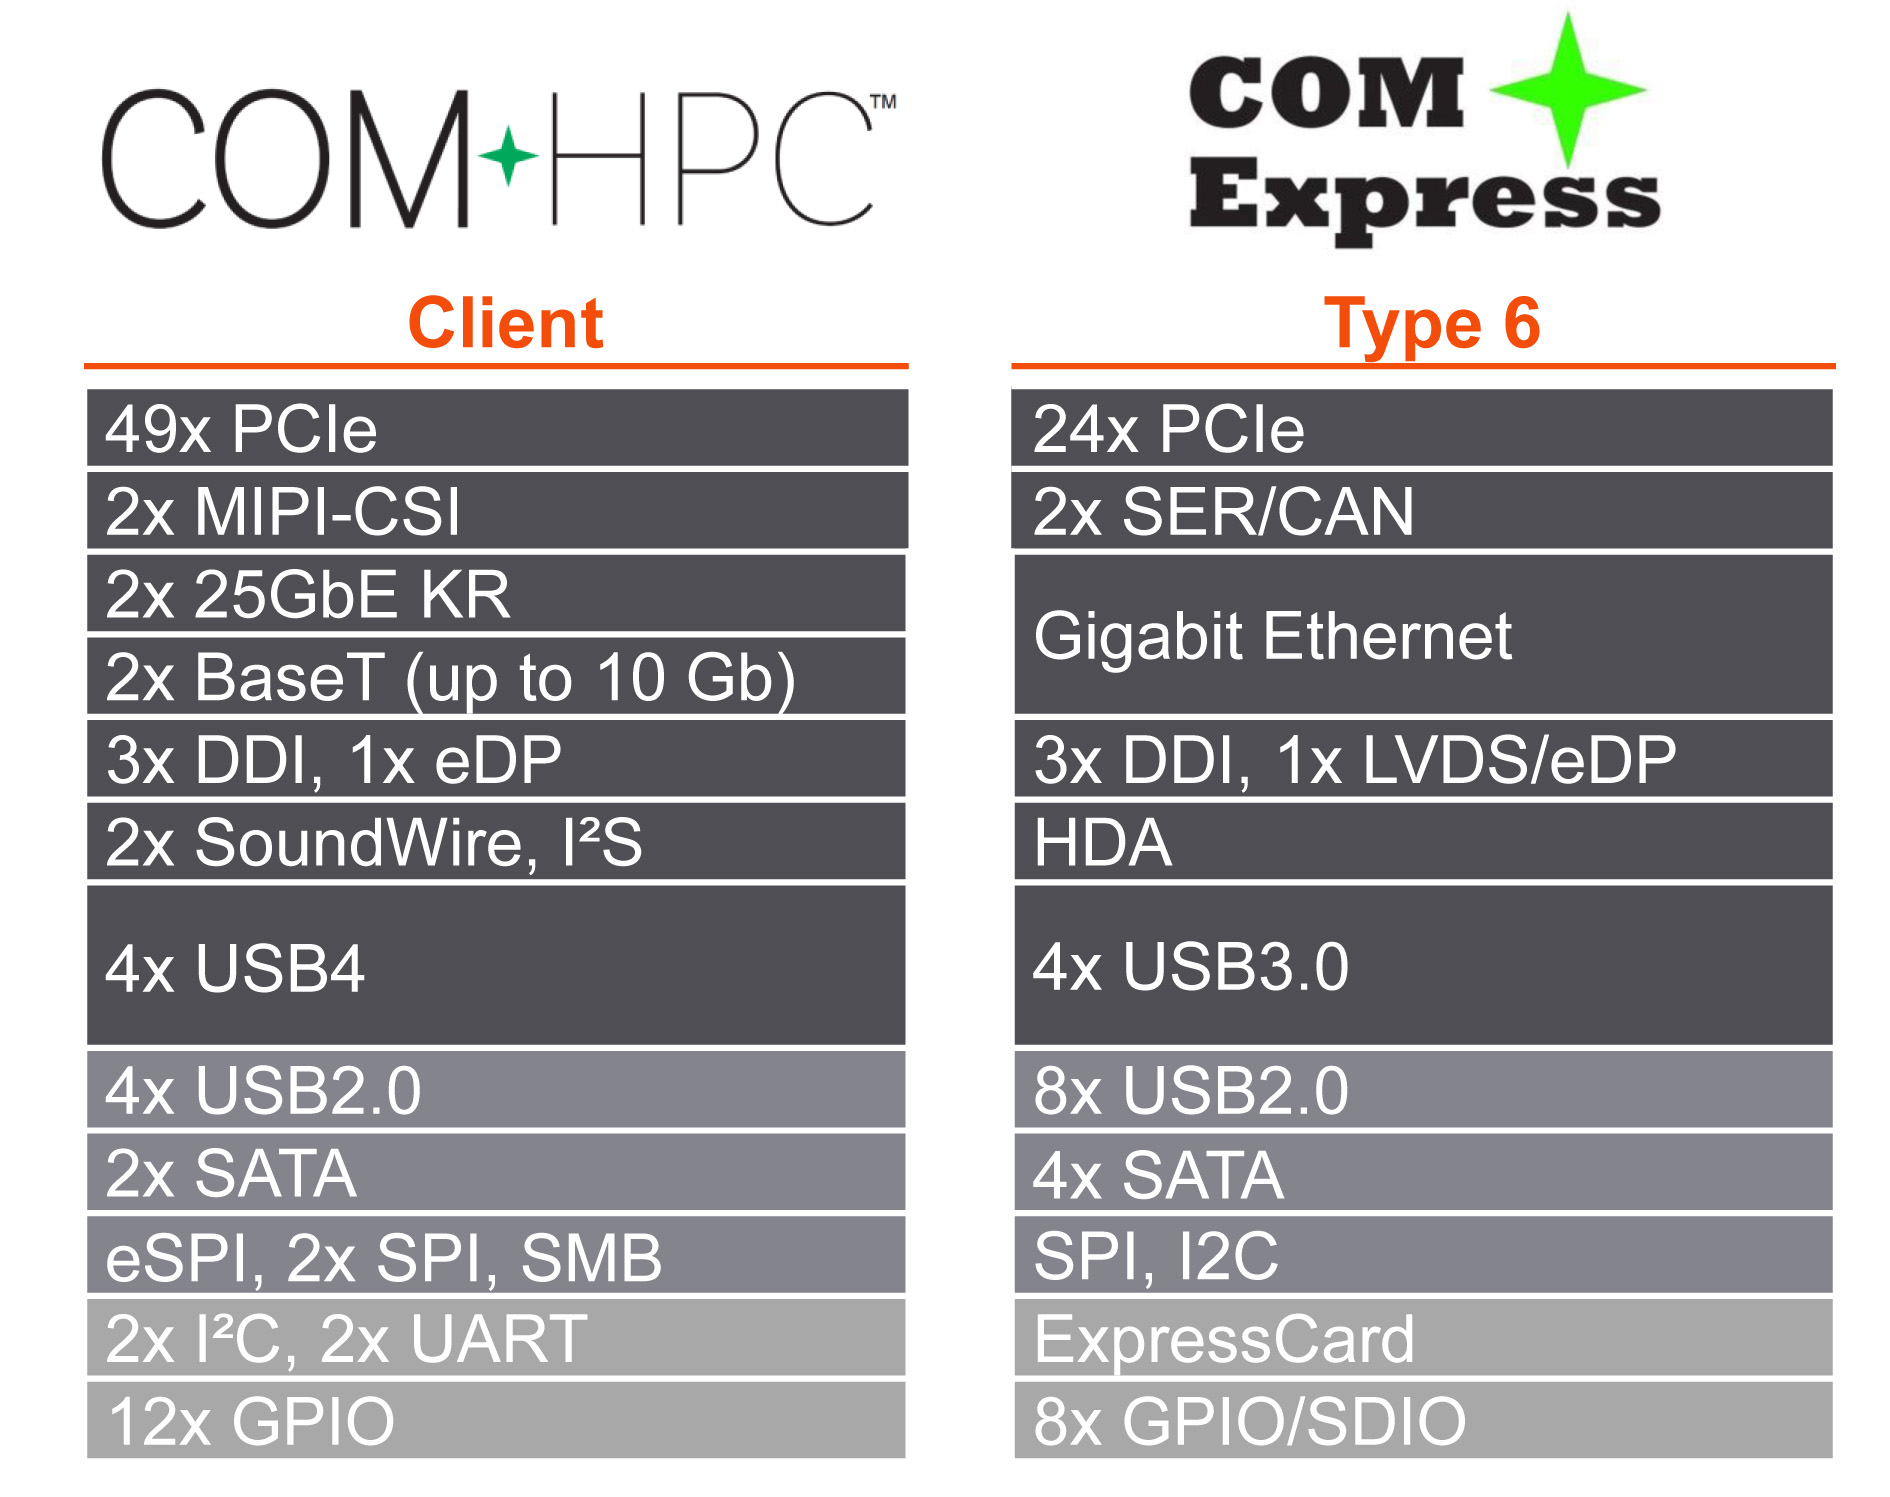 COM HPC™
Client
49x PCIe
2x MIPI-CSI
2x 25GbE KR
2x BaseT (up to 10 Gb)
3x DDI, 1x eDP
2x SoundWire, I²S
4x USB4
4x USB2.0
2x SATA
eSPI, 2x SPI, SMB
2x I²C, 2x UART
12x GPIO
COM
Express
Type 6
24x PCIe
2x SER/CAN
Gigabit Ethernet
3x DDI, 1x LVDS/eDP
HDA
4x USB3.0
8x USB2.0
4x SATA
SPI, I2C
ExpressCard
8x GPIO/SDIO